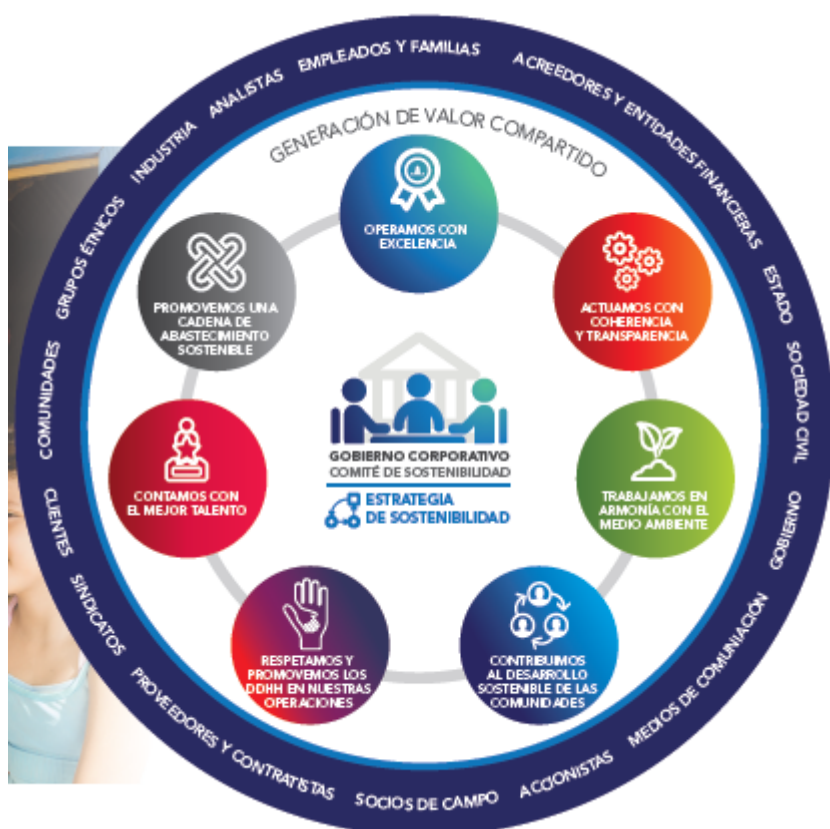 EMPLEADOS Y FAMILIAS
ACREEDORES Y ENTIDADES FINANCIERAS
ESTADO
SOCIEDAD CIVIL
GOBIERNO
MEDIOS DE COMUNIACIÓN
ACCIONISTAS
SOCIOS DE CAMPO
PROVEEDORES Y CONTRATISTAS
SINDICATOS
CLIENTES
COMUNIDADES
GRUPOS ÉTNICOS
INDUSTRIA
ANALISTAS
GENERACIÓN DE VALOR COMPARTIDO
OPERAMOS CON
EXCELENCIA
ACTUAMOS CON
COHERENCIA
Y TRANSPARENCIA
TRABAJAMOS EN
ARMONÍA CON EL
MEDIO AMBIENTE
CONTRIBUIMOS
AL DESARROLLO
SOSTENIBLE DE LAS
COMUNIDADES
RESPETAMOS Y
PROMOVEMOS LOS
DDHH EN NUESTRAS
OPERACIONES
CONTAMOS CON
EL MEJOR TALENTO
PROMOVEMOS UNA
CADENA DE
ABASTECIMIENTO
SOSTENIBLE
GOBIERNO CORPORATIVO
COMITÉ DE SOSTENIBILIDAD
ESTRATEGIA
DE SOSTENIBILIDAD